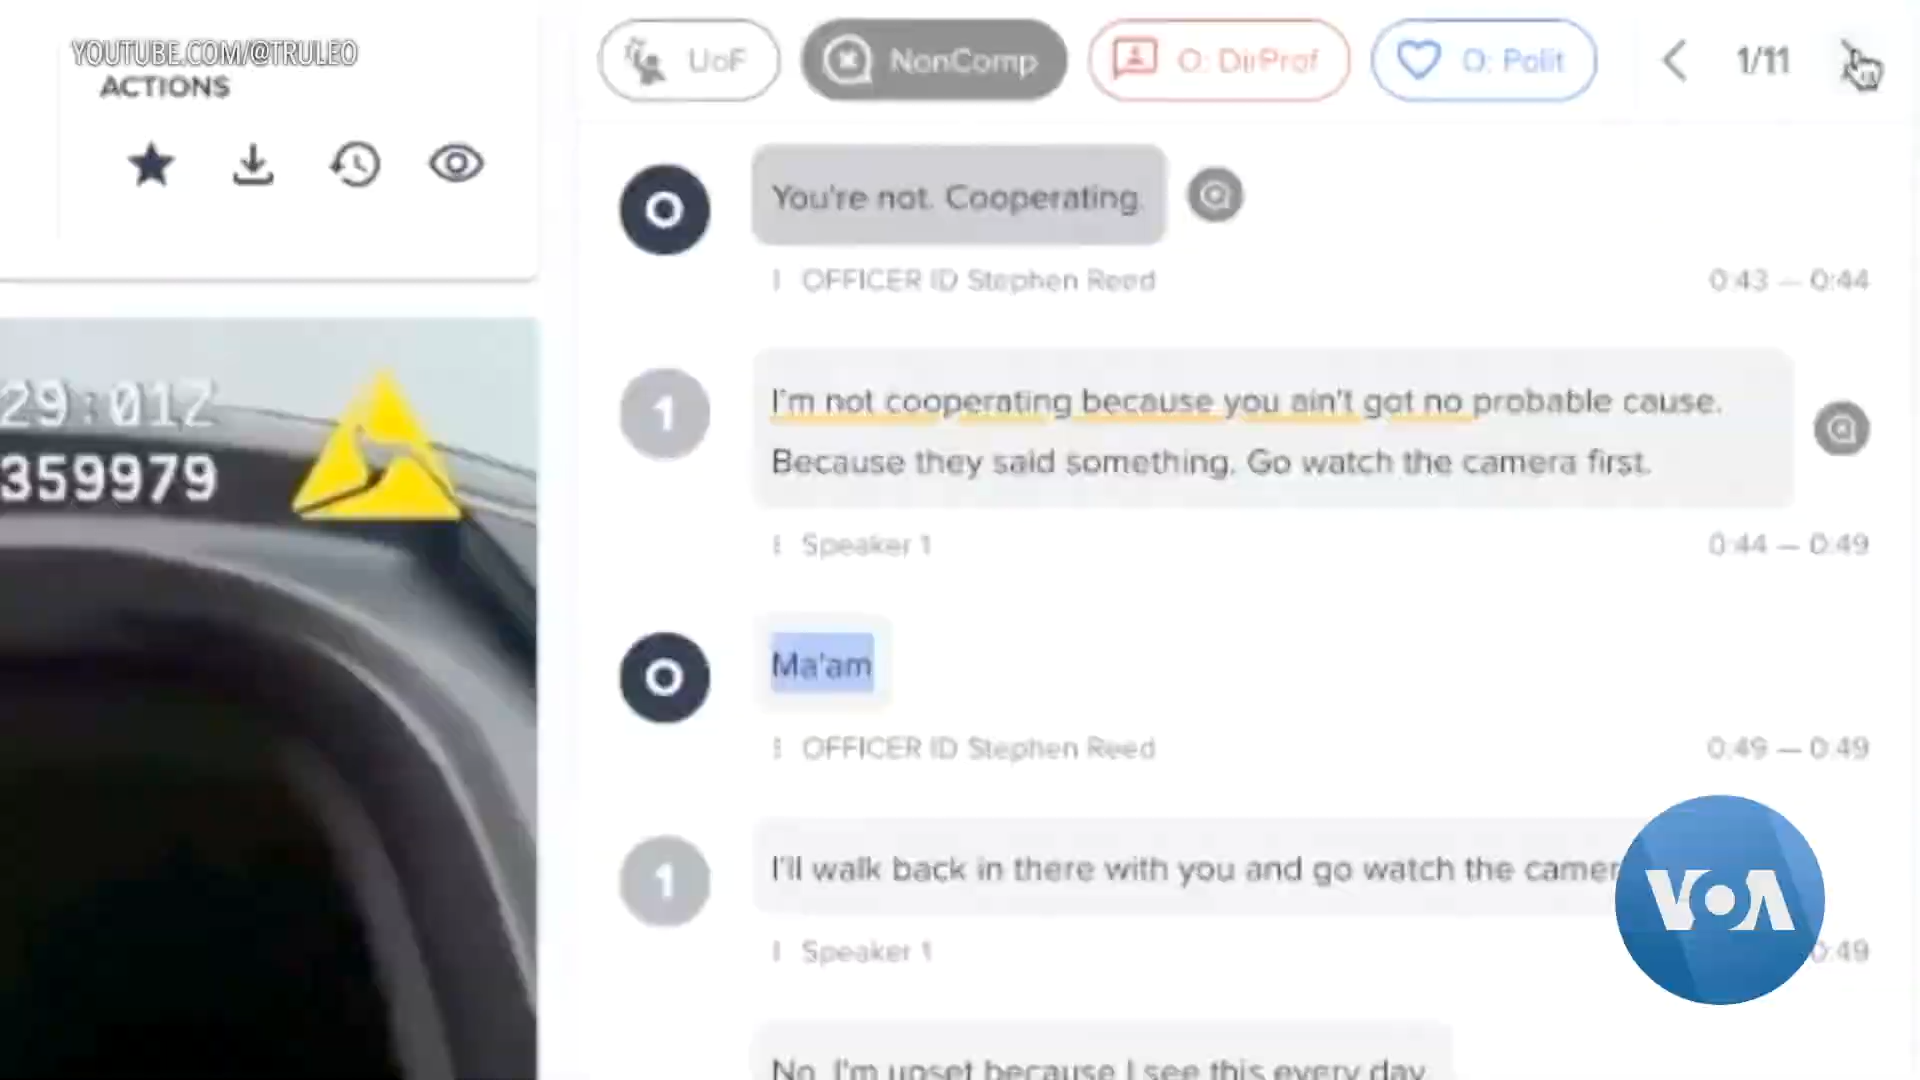 YOUTUBE.COM/@TRULEO
ACTIONS
UoF
NonComp
O: DirProf
O: Polit
1/11
O
You're not. Cooperating.
OFFICER ID Stephen Reed
0:43 — 0:44
29:01Z
359979
1
I'm not cooperating because you ain't got no probable cause.
Because they said something. Go watch the camera first.
Speaker 1
0:44 — 0:49
O
Ma'am
OFFICER ID Stephen Reed
0:49 — 0:49
1
I'll walk back in there with you and go watch the camer
VOA
Speaker 1
0:49
No, I'm upset because I see this every day.